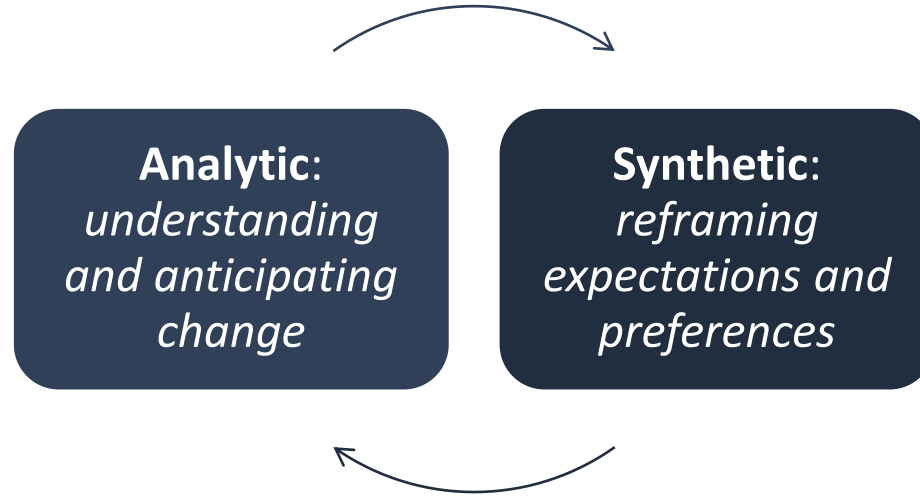 Analytic:
understanding
and anticipating
change
Synthetic:
reframing
expectations and
preferences